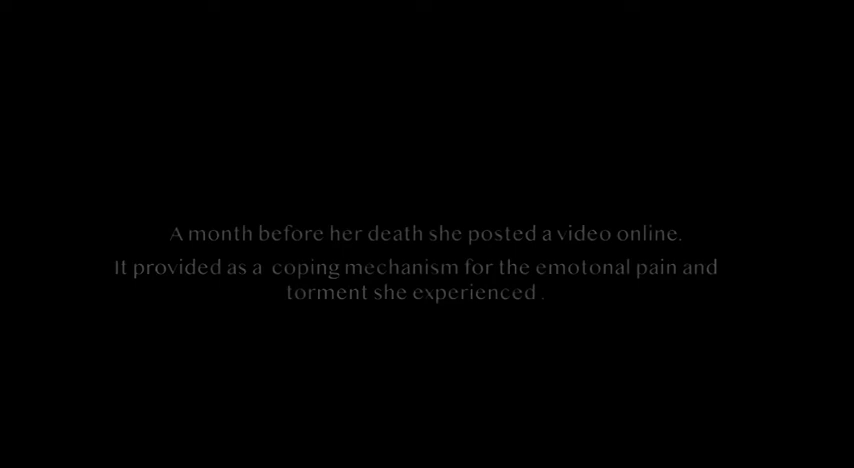 A month before her death she posted a video online.
It provided as a coping mechanism for the emotonal pain and
torment she experienced .